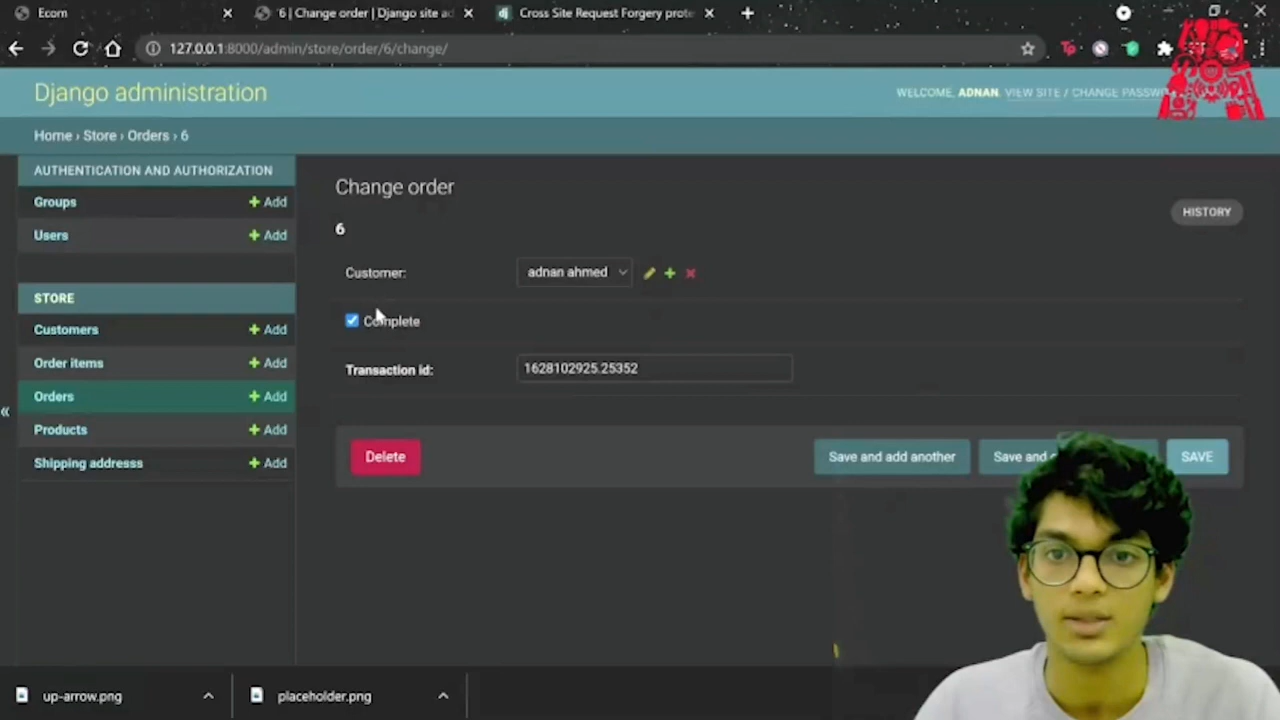 Ecom
6 | Change order | Django site ad
Cross Site Request Forgery prote
127.0.0.1:8000/admin/store/order/6/change/
Django administration
WELCOME, ADNAN. VIEW SITE / CHANGE
Home › Store › Orders › 6
AUTHENTICATION AND AUTHORIZATION
Groups + Add
Users + Add
STORE
Customers + Add
Order items + Add
Orders + Add
Products + Add
Shipping addresss + Add
Change order
HISTORY
6
Customer: adnan ahmed
Complete
Transaction id: 1628102925.25352
Delete
Save and add another
Save and
SAVE
up-arrow.png
placeholder.png